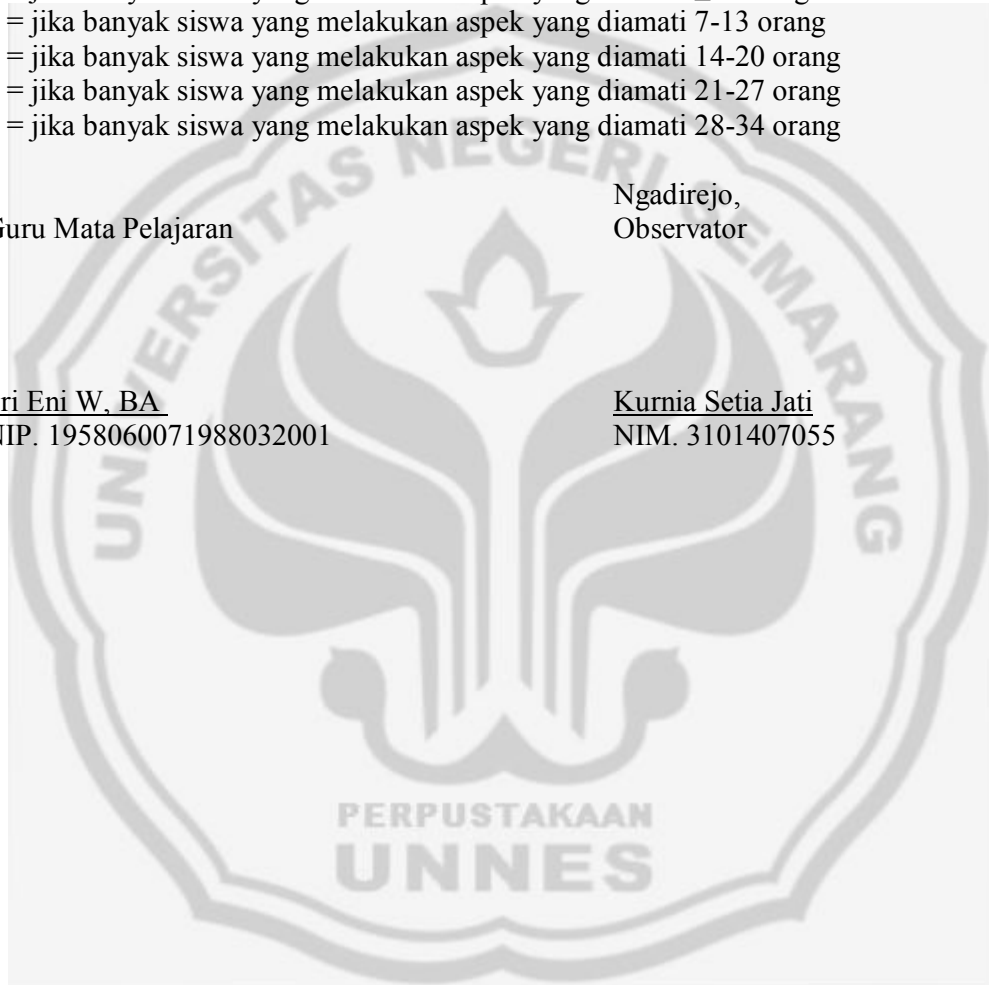 = jika banyak siswa yang melakukan aspek yang diamati 7-13 orang
= jika banyak siswa yang melakukan aspek yang diamati 14-20 orang
= jika banyak siswa yang melakukan aspek yang diamati 21-27 orang
= jika banyak siswa yang melakukan aspek yang diamati 28-34 orang
Ngadirejo,
Guru Mata Pelajaran Observator
Eni W, BA Kurnia Setia Jati
NIP. 1958060071988032001 NIM. 3101407055
UNIVERSITAS NEGERI SEMARANG
PERPUSTAKAAN
UNNES